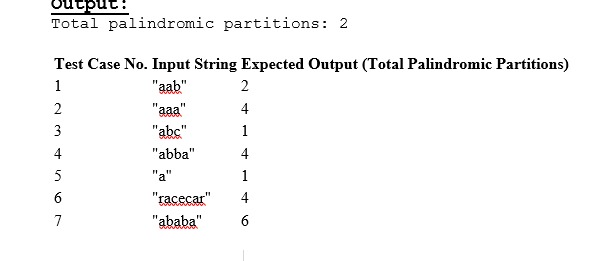 output:
Total palindromic partitions: 2
Test Case No. Input String Expected Output (Total Palindromic Partitions)
1 "aab" 2
2 "aaa" 4
3 "abc" 1
4 "abba" 4
5 "a" 1
6 "racecar" 4
7 "ababa" 6